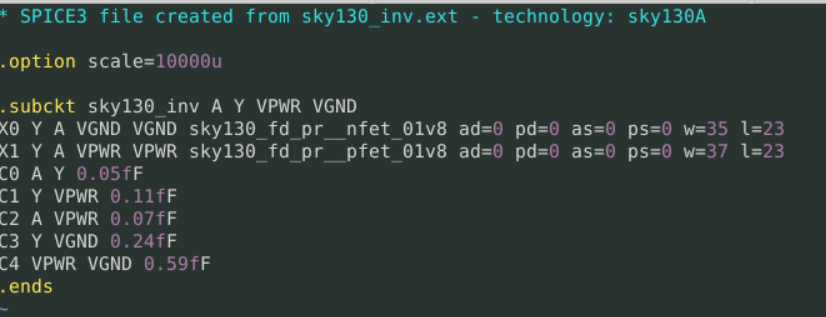 * SPICE3 file created from sky130_inv.ext - technology: sky130A
.option scale=10000u
.subckt sky130_inv A Y VPWR VGND
X0 Y A VGND VGND sky130_fd_pr__nfet_01v8 ad=0 pd=0 as=0 ps=0 w=35 l=23
X1 Y A VPWR VPWR sky130_fd_pr__pfet_01v8 ad=0 pd=0 as=0 ps=0 w=37 l=23
C0 A Y 0.05fF
C1 Y VPWR 0.11fF
C2 A VPWR 0.07fF
C3 Y VGND 0.24fF
C4 VPWR VGND 0.59fF
.ends
~